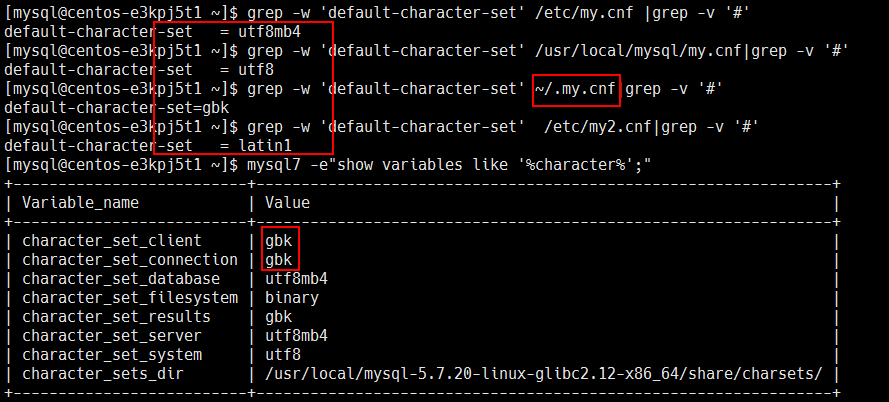 [mysql@centos-e3kpj5t1 ~]$ grep -w 'default-character-set' /etc/my.cnf |grep -v '#'
default-character-set   = utf8mb4
[mysql@centos-e3kpj5t1 ~]$ grep -w 'default-character-set' /usr/local/mysql/my.cnf|grep -v '#'
default-character-set   = utf8
[mysql@centos-e3kpj5t1 ~]$ grep -w 'default-character-set' ~/.my.cnf grep -v '#'
default-character-set=gbk
[mysql@centos-e3kpj5t1 ~]$ grep -w 'default-character-set'  /etc/my2.cnf|grep -v '#'
default-character-set   = latin1
[mysql@centos-e3kpj5t1 ~]$ mysql7 -e"show variables like '%character%';"
+--------------------------+--------------------------------------------------------------+
| Variable_name            | Value                                                        |
+--------------------------+--------------------------------------------------------------+
| character_set_client     | gbk                                                          |
| character_set_connection | gbk                                                          |
| character_set_database   | utf8mb4                                                      |
| character_set_filesystem | binary                                                       |
| character_set_results    | gbk                                                          |
| character_set_server     | utf8mb4                                                      |
| character_set_system     | utf8                                                         |
| character_sets_dir       | /usr/local/mysql-5.7.20-linux-glibc2.12-x86_64/share/charsets/ |
+--------------------------+--------------------------------------------------------------+